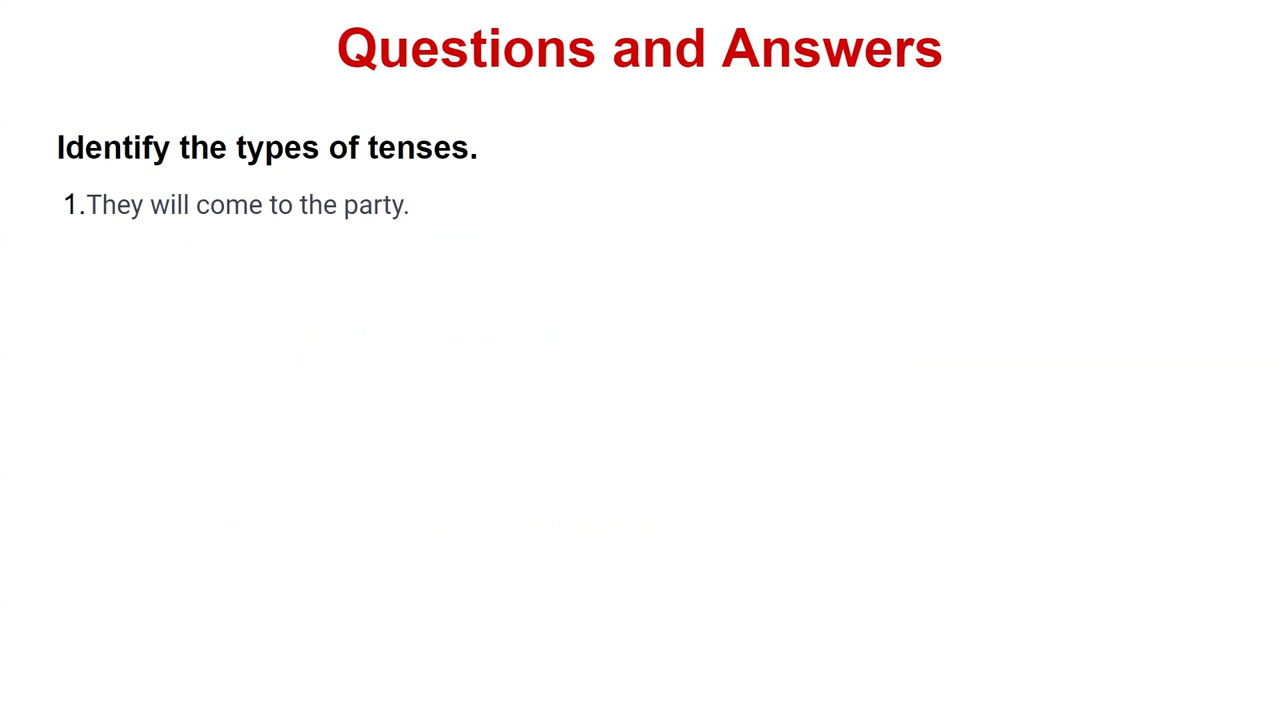 Questions and Answers
Identify the types of tenses.
1.They will come to the party.